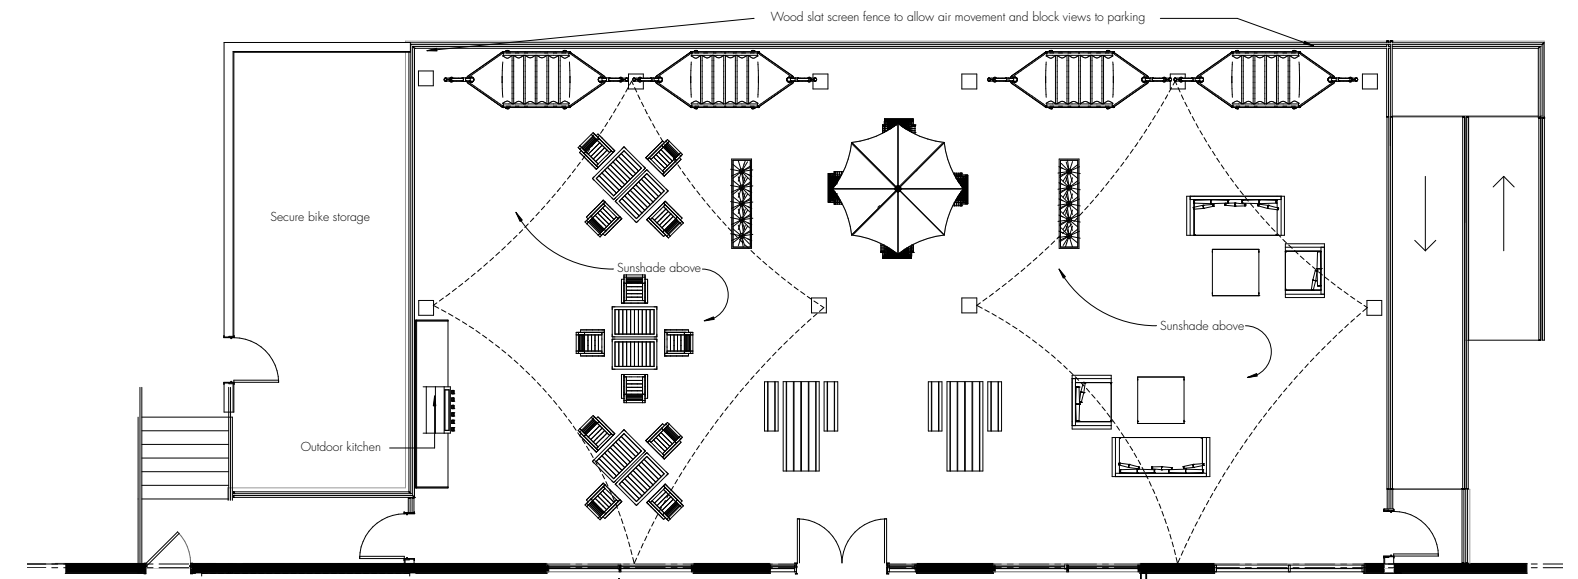 Wood slat screen fence to allow air movement and block views to parking
Secure bike storage
Sunshade above
Sunshade above
Outdoor kitchen